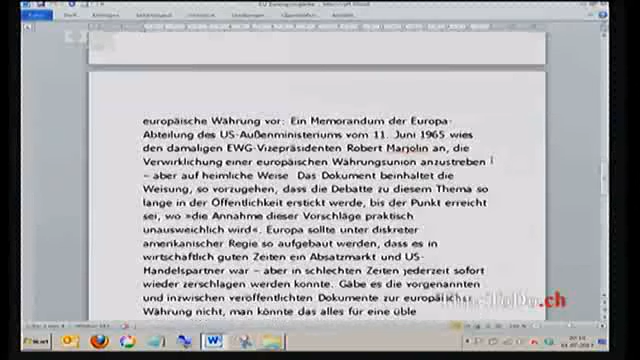 europäische Währung vor: Ein Memorandum der Europa-
Abteilung des US-Außenministeriums vom 11. Juni 1965 wies
den damaligen EWG-Vizepräsidenten Robert Marjolin an, die
Verwirklichung einer europäischen Währungsunion anzustreben
– aber auf heimliche Weise. Das Dokument beinhaltet die
Weisung, so vorzugehen, dass die Debatte zu diesem Thema so
lange in der Öffentlichkeit erstickt werde, bis der Punkt erreicht
sei, wo »die Annahme dieser Vorschläge praktisch
unausweichlich wird«. Europa sollte unter diskreter
amerikanischer Regie so aufgebaut werden, dass es in
wirtschaftlich guten Zeiten ein Absatzmarkt und US-
Handelspartner war – aber in schlechten Zeiten jederzeit sofort
wieder zerschlagen werden konnte. Gäbe es die vorgenannten
und inzwischen veröffentlichten Dokumente zur europäischen
Währung nicht, man könnte das alles für eine üble
.ch
20:10